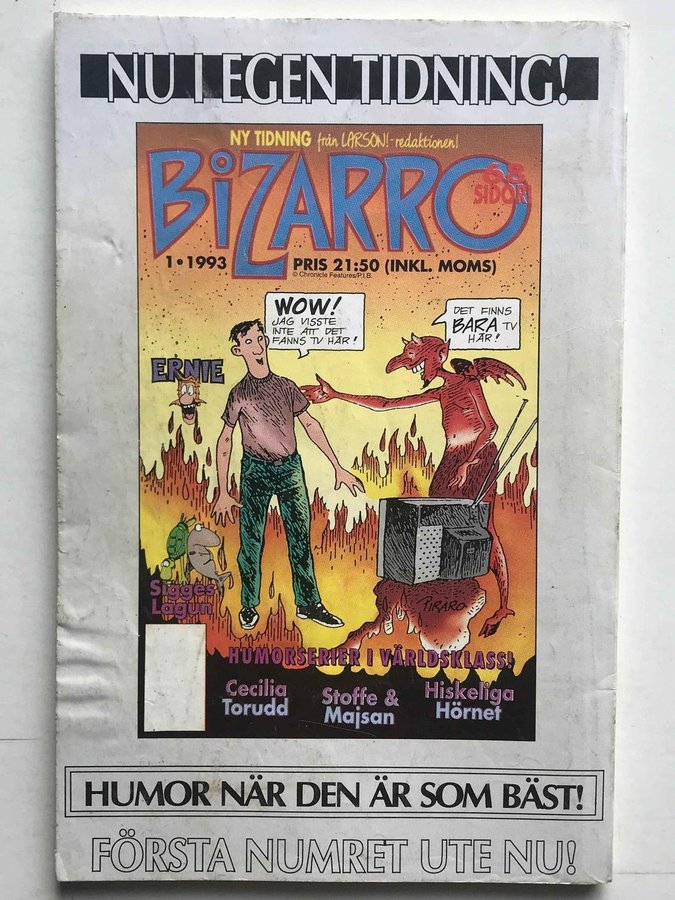 NU I EGEN TIDNING!
NY TIDNING från LARSON!-redaktionen!
BiZARRO
68
SIDOR!
1•1993
PRIS 21:50 (INKL. MOMS)
© Chronicle Features/P.I.B.
WOW!
JAG VISSTE
INTE ATT DET
FANNS TV HÄR!
DET FINNS
BARA TV
HÄR!
ERNIE
Sigges
Lagun
PIRARO
HUMORSERIER I VÄRLDSKLASS!
Cecilia
Torudd
Stoffe &
Majsan
Hiskeliga
Hörnet
HUMOR NÄR DEN ÄR SOM BÄST!
FÖRSTA NUMRET UTE NU!